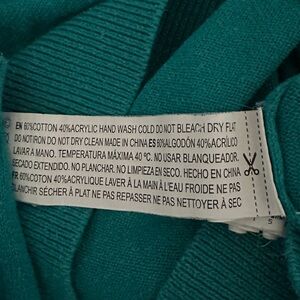 EN 60%COTTON 40%ACRYLIC HAND WASH COLD DO NOT BLEACH DRY FLAT
DO NOT IRON DO NOT DRY CLEAN MADE IN CHINA ES 60%ALGODÓN 40%ACRÍLICO
LAVAR A MANO. TEMPERATURA MÁXIMA 40 ºC. NO USAR BLANQUEADOR.
SECADO EXTENDIDO. NO PLANCHAR. NO LIMPIEZA EN SECO. HECHO EN CHINA
FR 60%COTON 40%ACRYLIQUE LAVER À LA MAIN À L'EAU FROIDE NE PAS
BLANCHIR SÉCHER À PLAT NE PAS REPASSER NE PAS NETTOYER À SEC
S